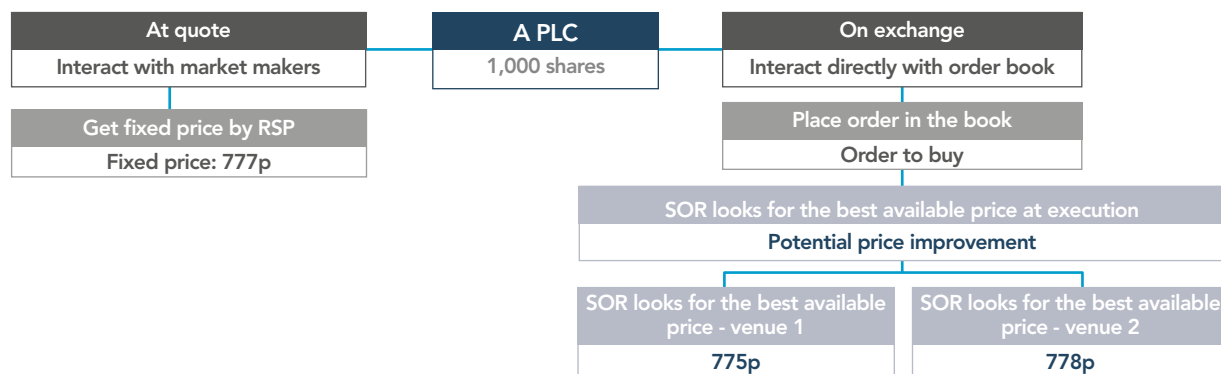 At quote
Interact with market makers
A PLC
1,000 shares
On exchange
Interact directly with order book
Get fixed price by RSP
Fixed price: 777p
Place order in the book
Order to buy
SOR looks for the best available price at execution
Potential price improvement
SOR looks for the best available
price - venue 1
775p
SOR looks for the best available
price - venue 2
778p